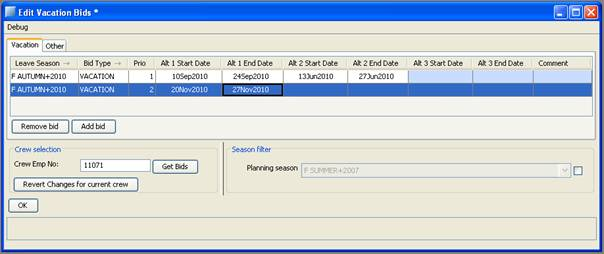 Edit Vacation Bids *
Debug
Vacation Other
Leave Season → Bid Type → Prio Alt 1 Start Date Alt 1 End Date Alt 2 Start Date Alt 2 End Date Alt 3 Start Date Alt 3 End Date Comment
F AUTUMN+2010 VACATION 1 10Sep2010 24Sep2010 13Jun2010 27Jun2010
F AUTUMN+2010 VACATION 2 20Nov2010 27Nov2010
Remove bid Add bid
Crew selection Season filter
Crew Emp No: 11071 Get Bids Planning season F SUMMER+2007
Revert Changes for current crew
OK